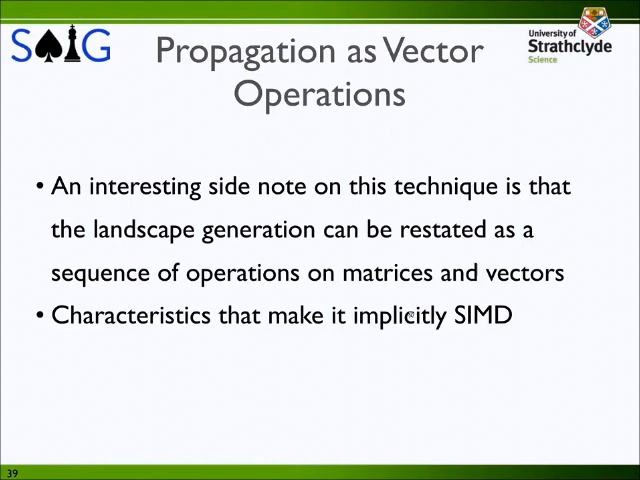 S♠♟G
University of
Strathclyde
Science
Propagation as Vector
Operations
• An interesting side note on this technique is that
the landscape generation can be restated as a
sequence of operations on matrices and vectors
• Characteristics that make it implicitly SIMD
39